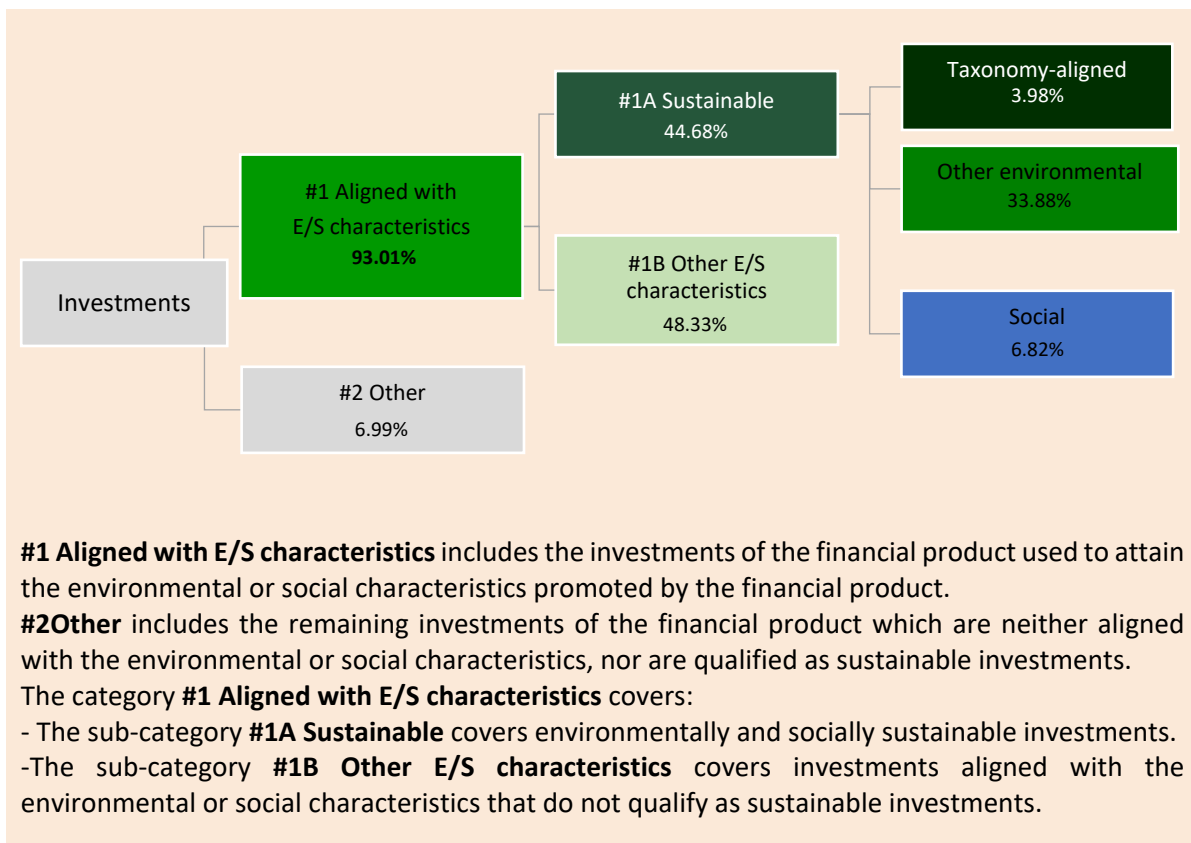 Investments
#1 Aligned with
E/S characteristics
93.01%
#2 Other
6.99%
#1A Sustainable
44.68%
#1B Other E/S
characteristics
48.33%
Taxonomy-aligned
3.98%
Other environmental
33.88%
Social
6.82%
#1 Aligned with E/S characteristics includes the investments of the financial product used to attain
the environmental or social characteristics promoted by the financial product.
#2Other includes the remaining investments of the financial product which are neither aligned
with the environmental or social characteristics, nor are qualified as sustainable investments.
The category #1 Aligned with E/S characteristics covers:
- The sub-category #1A Sustainable covers environmentally and socially sustainable investments.
-The sub-category #1B Other E/S characteristics covers investments aligned with the
environmental or social characteristics that do not qualify as sustainable investments.